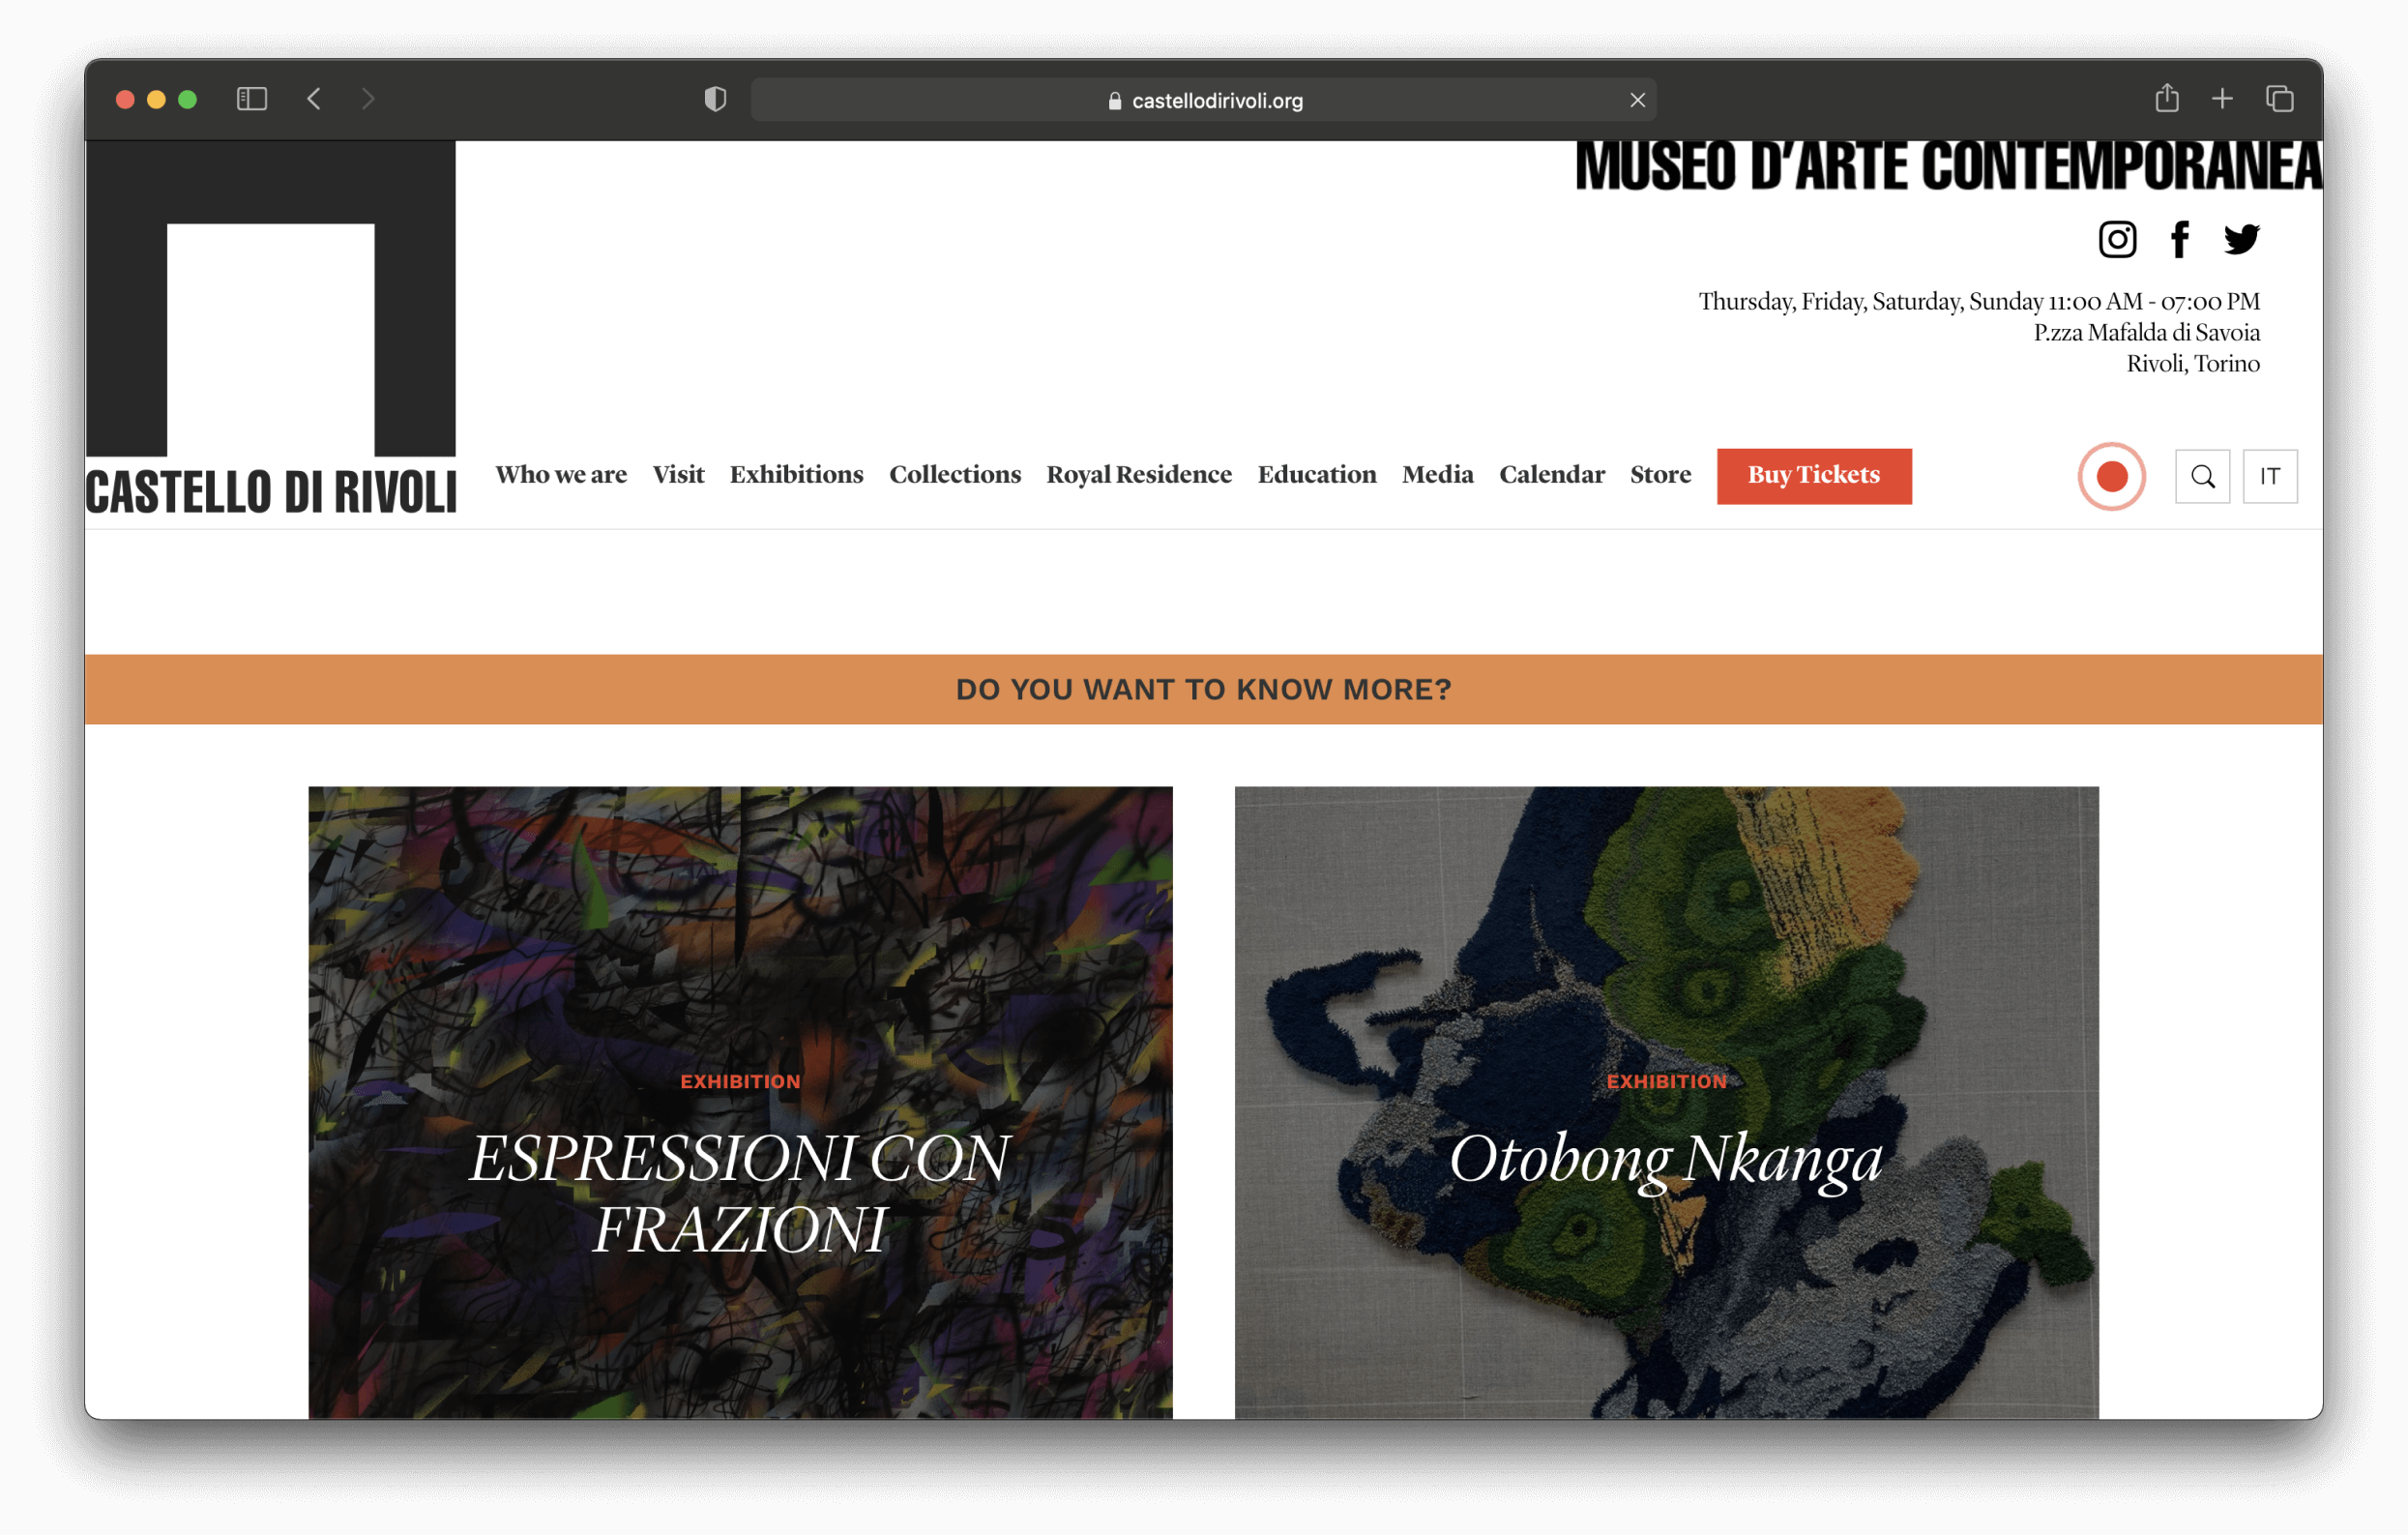 castellodirivoli.org
MUSEO D'ARTE CONTEMPORANEA
Thursday, Friday, Saturday, Sunday 11:00 AM - 07:00 PM
P.zza Mafalda di Savoia
Rivoli, Torino
CASTELLO DI RIVOLI
Who we are Visit Exhibitions Collections Royal Residence Education Media Calendar Store Buy Tickets IT
DO YOU WANT TO KNOW MORE?
EXHIBITION
ESPRESSIONI CON
FRAZIONI
EXHIBITION
Otobong Nkanga